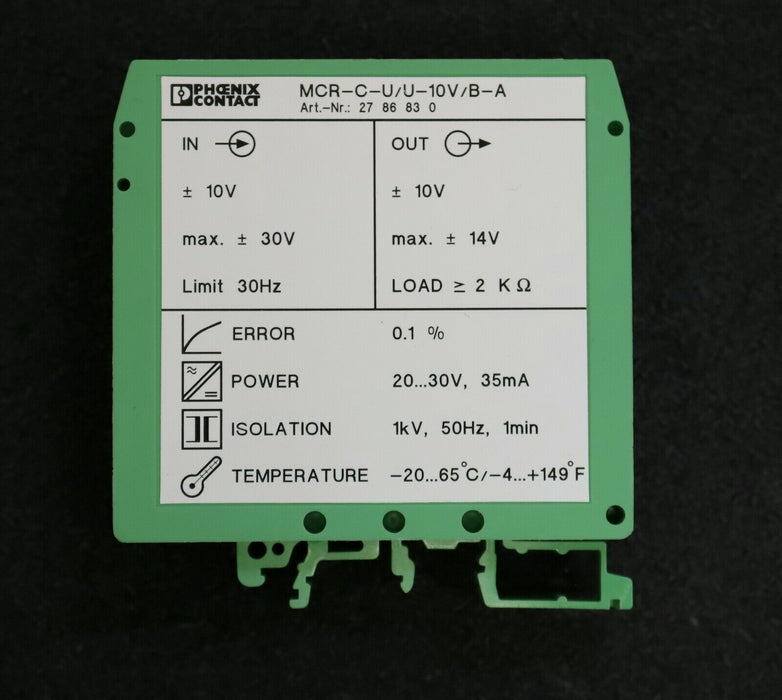 PHŒNIX CONTACT
MCR-C-U/U-10V/B-A
Art.-Nr.: 27 86 83 0
IN
± 10V
max. ± 30V
Limit 30Hz
OUT
± 10V
max. ± 14V
LOAD ≥ 2 KΩ
ERROR 0.1 %
POWER 20...30V, 35mA
ISOLATION 1kV, 50Hz, 1min
TEMPERATURE -20...65°C/-4...+149°F